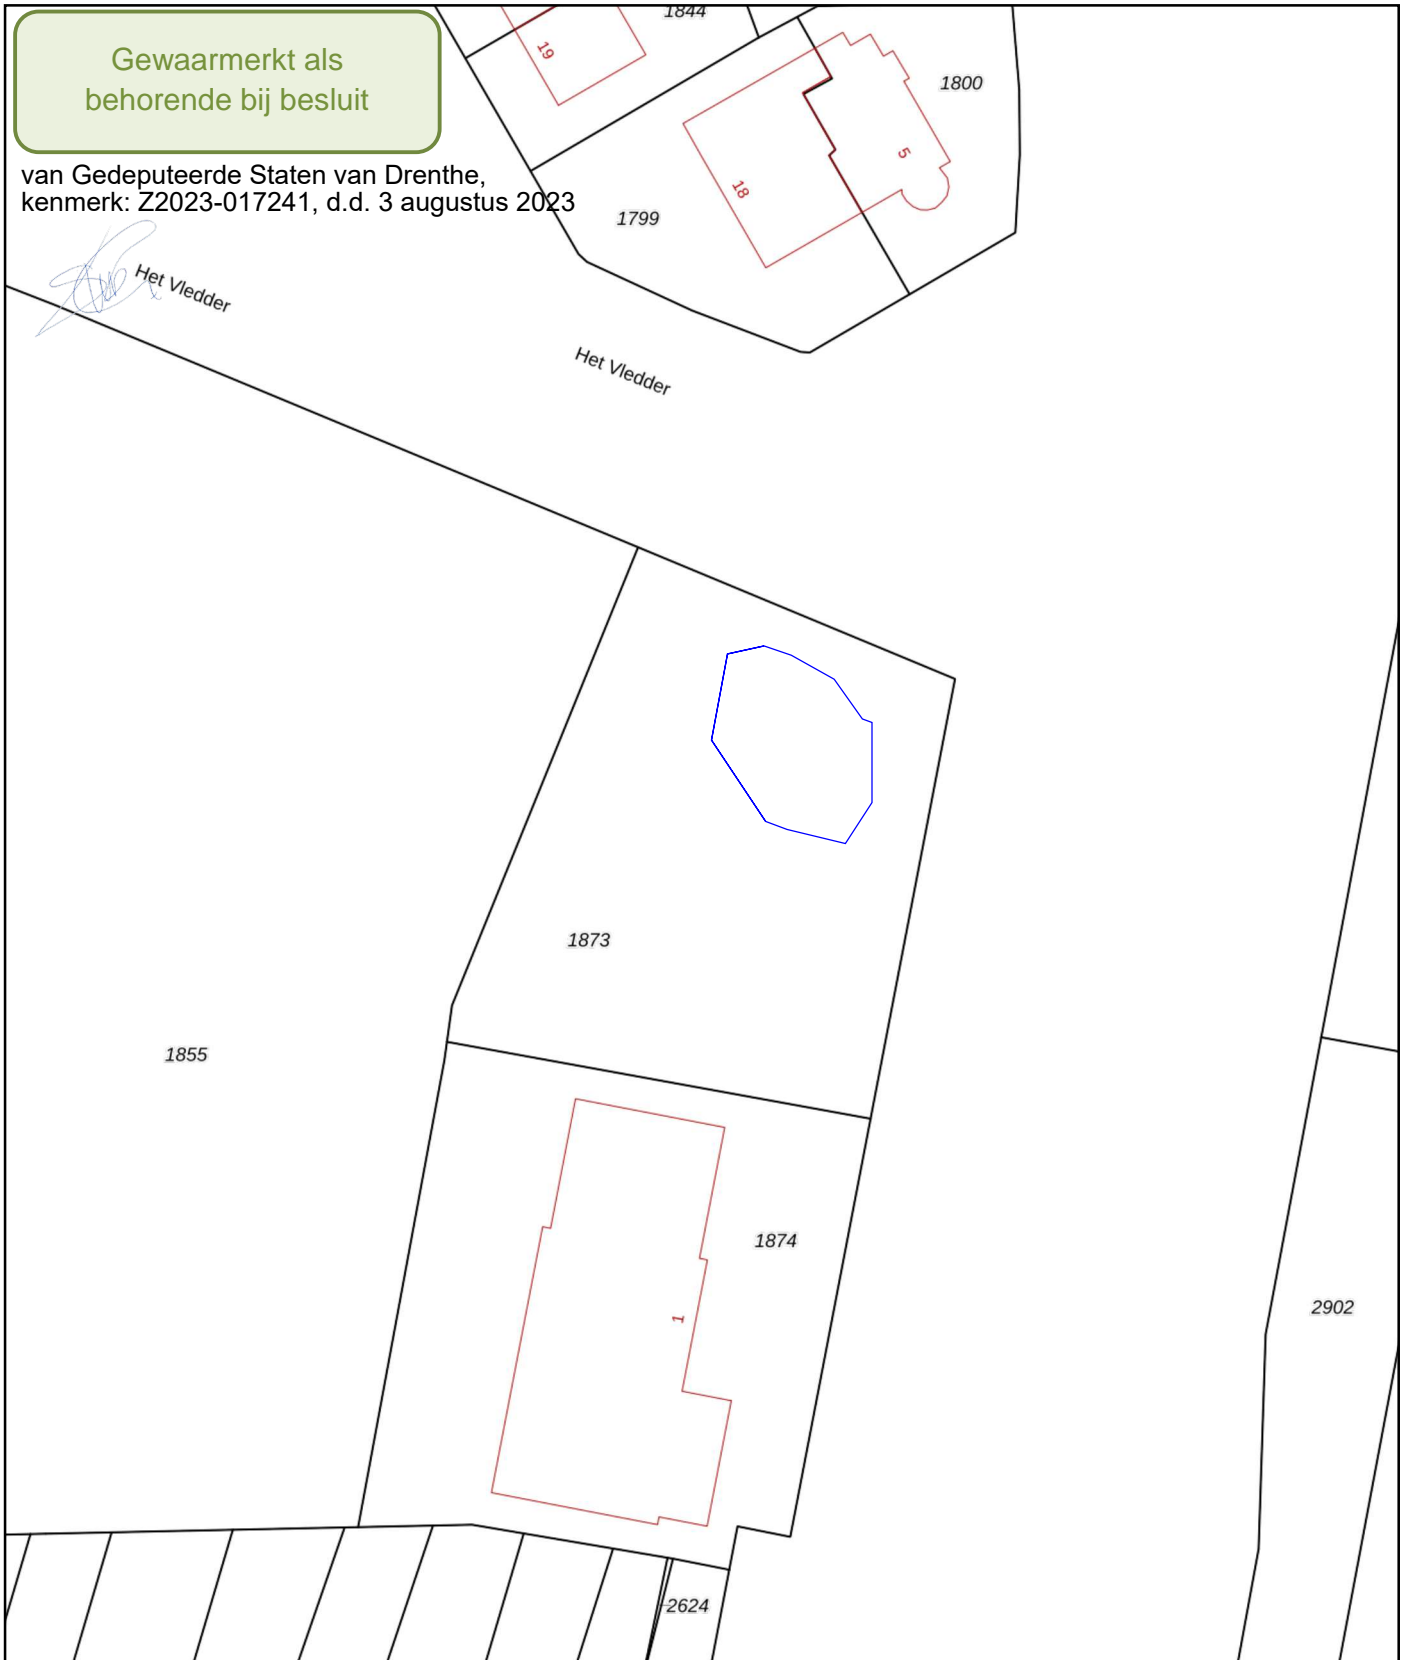 Gewaarmerkt als
behorende bij besluit
van Gedeputeerde Staten van Drenthe,
kenmerk: Z2023-017241, d.d. 3 augustus 2023
1844
19
1800
5
18
1799
Het Vledder
Het Vledder
1873
1855
1874
1
2902
2624